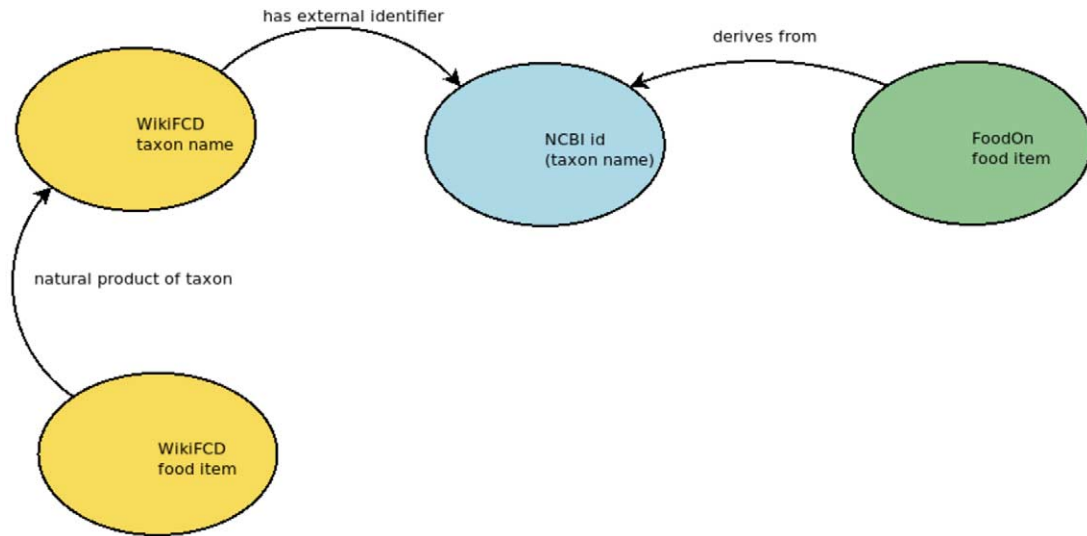 has external identifier
derives from
WikiFCD
taxon name
NCBI id
(taxon name)
FoodOn
food item
natural product of taxon
WikiFCD
food item